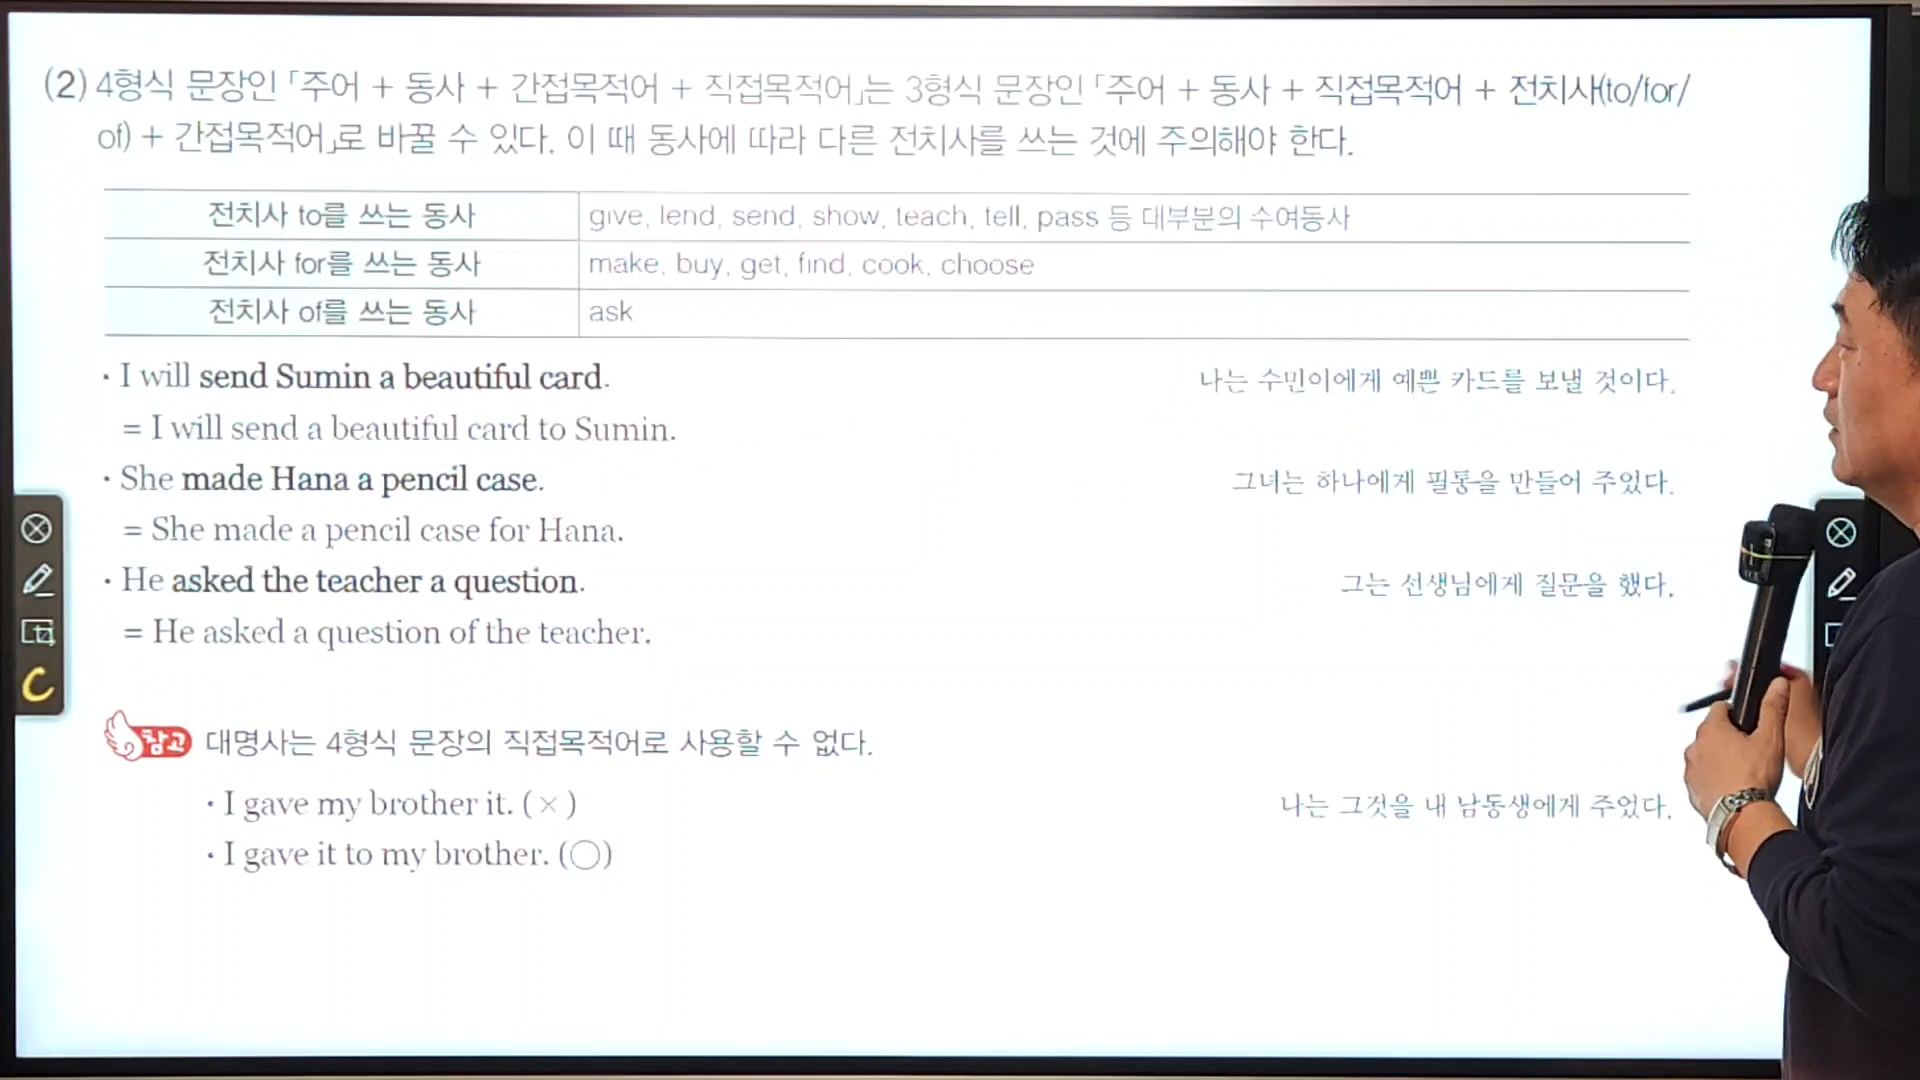 (2) 4형식 문장인 「주어 + 동사 + 간접목적어 + 직접목적어」는 3형식 문장인 「주어 + 동사 + 직접목적어 + 전치사(to/for/
of) + 간접목적어」로 바꿀 수 있다. 이 때 동사에 따라 다른 전치사를 쓰는 것에 주의해야 한다.
전치사 to를 쓰는 동사 give, lend, send, show, teach, tell, pass 등 대부분의 수여동사
전치사 for를 쓰는 동사 make, buy, get, find, cook, choose
전치사 of를 쓰는 동사 ask
· I will send Sumin a beautiful card. 나는 수민이에게 예쁜 카드를 보낼 것이다.
= I will send a beautiful card to Sumin.
· She made Hana a pencil case. 그녀는 하나에게 필통을 만들어 주었다.
= She made a pencil case for Hana.
· He asked the teacher a question. 그는 선생님에게 질문을 했다.
= He asked a question of the teacher.
참고 대명사는 4형식 문장의 직접목적어로 사용할 수 없다.
· I gave my brother it. (×) 나는 그것을 내 남동생에게 주었다.
· I gave it to my brother. (○)